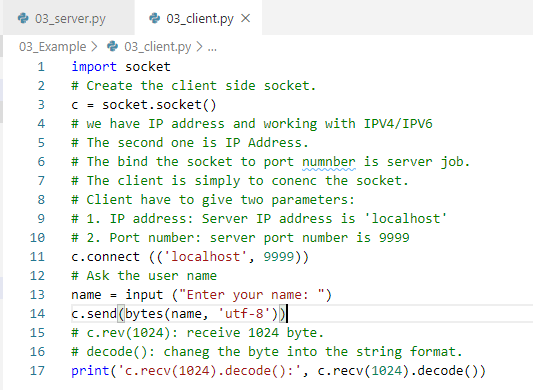 03_server.py 03_client.py ×
03_Example > 03_client.py > ...
1 import socket
2 # Create the client side socket.
3 c = socket.socket()
4 # we have IP address and working with IPV4/IPV6
5 # The second one is IP Address.
6 # The bind the socket to port numnber is server job.
7 # The client is simply to conenc the socket.
8 # Client have to give two parameters:
9 # 1. IP address: Server IP address is 'localhost'
10 # 2. Port number: server port number is 9999
11 c.connect (('localhost', 9999))
12 # Ask the user name
13 name = input ("Enter your name: ")
14 c.send(bytes(name, 'utf-8'))
15 # c.rev(1024): receive 1024 byte.
16 # decode(): chaneg the byte into the string format.
17 print('c.recv(1024).decode():', c.recv(1024).decode())